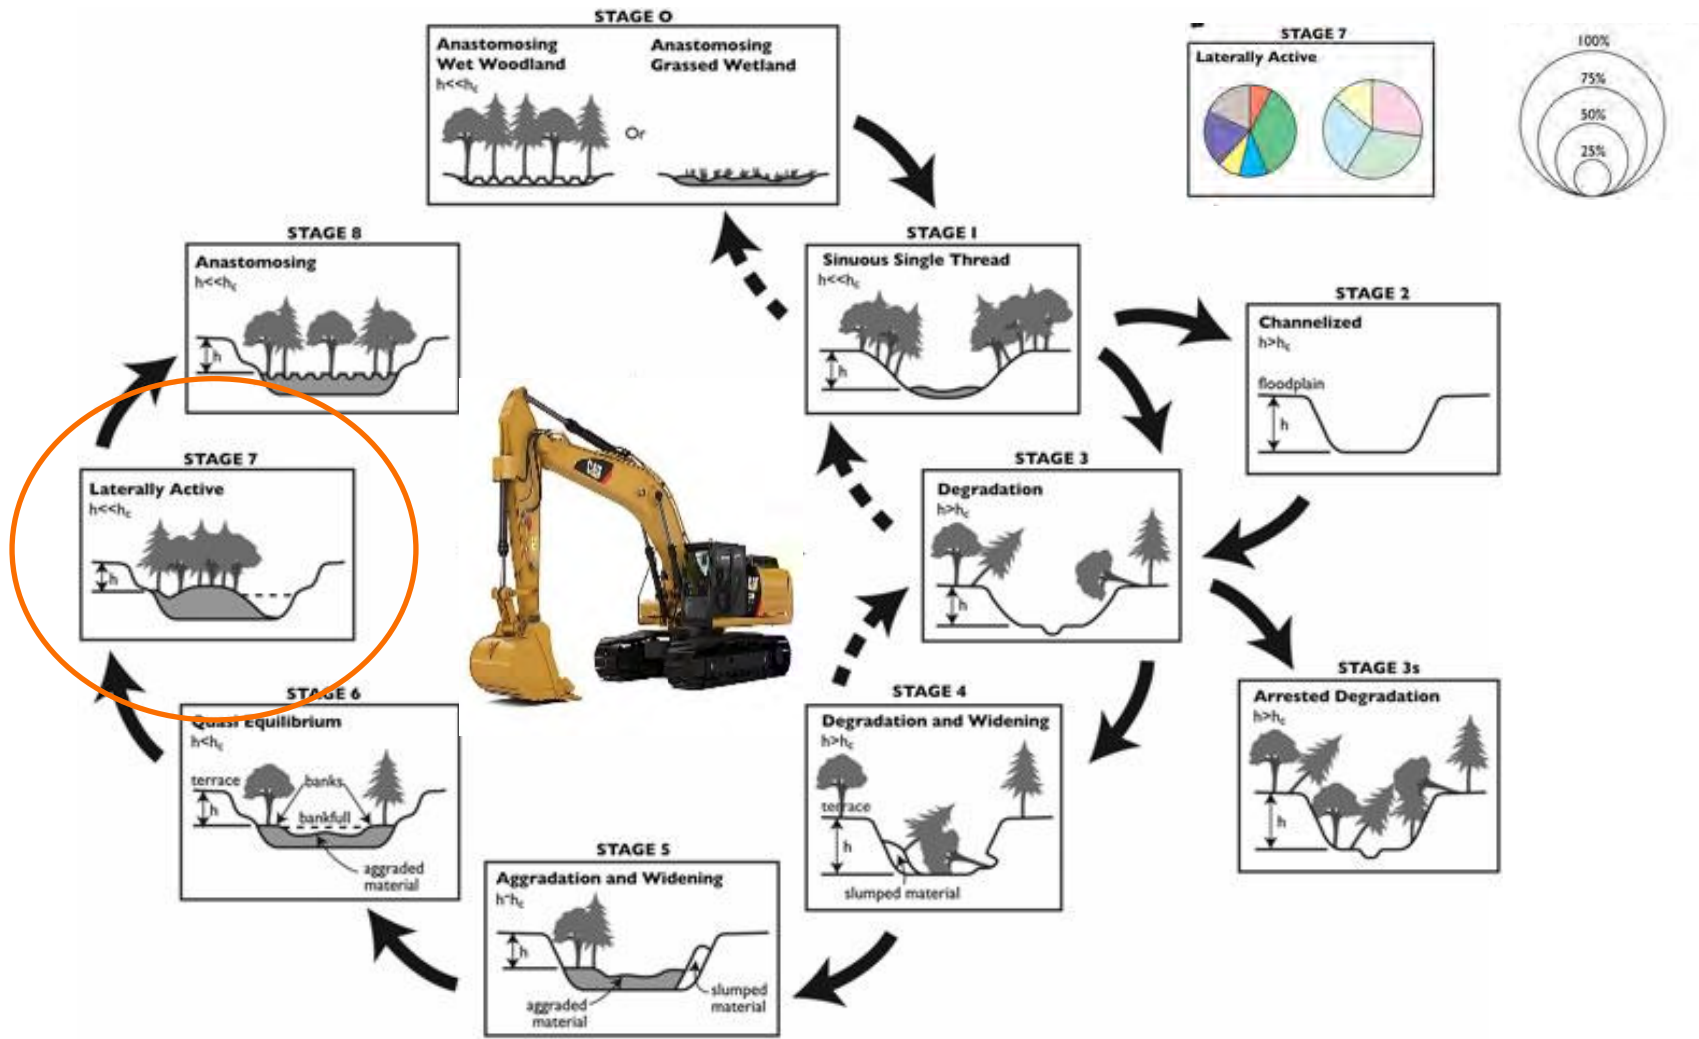 STAGE 0
Anastomosing
Wet Woodland
h<<hc
Or
Anastomosing
Grassed Wetland
STAGE 7
Laterally Active
100%
75%
50%
25%
STAGE 8
Anastomosing
h<<hc
h
STAGE 1
Sinuous Single Thread
h<<hc
h
STAGE 2
Channelized
h>hc
floodplain
h
STAGE 7
Laterally Active
h<<hc
h
CAT
STAGE 3
Degradation
h>hc
h
STAGE 6
Quasi Equilibrium
h<hc
terrace
banks
h
bankfull
aggraded
material
STAGE 4
Degradation and Widening
h>hc
terrace
h
slumped material
STAGE 3s
Arrested Degradation
h>hc
h
STAGE 5
Aggradation and Widening
h~hc
h
aggraded
material
slumped
material